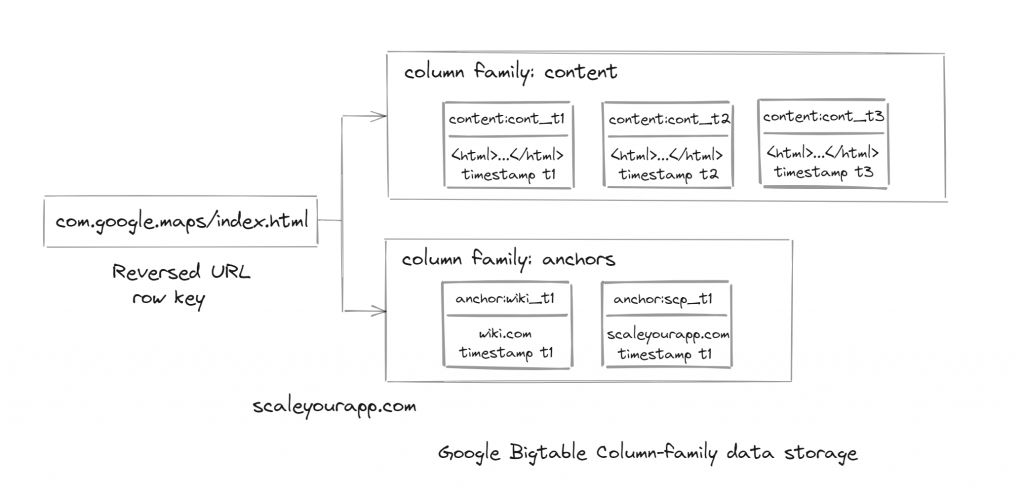 column family: content
content:cont_t1
<html>...</html>
timestamp t1
content:cont_t2
<html>...</html>
timestamp t2
content:cont_t3
<html>...</html>
timestamp t3
com.google.maps/index.html
Reversed URL
row key
column family: anchors
anchor:wiki_t1
wiki.com
timestamp t1
anchor:scp_t1
scaleyourapp.com
timestamp t1
scaleyourapp.com
Google Bigtable Column-family data storage